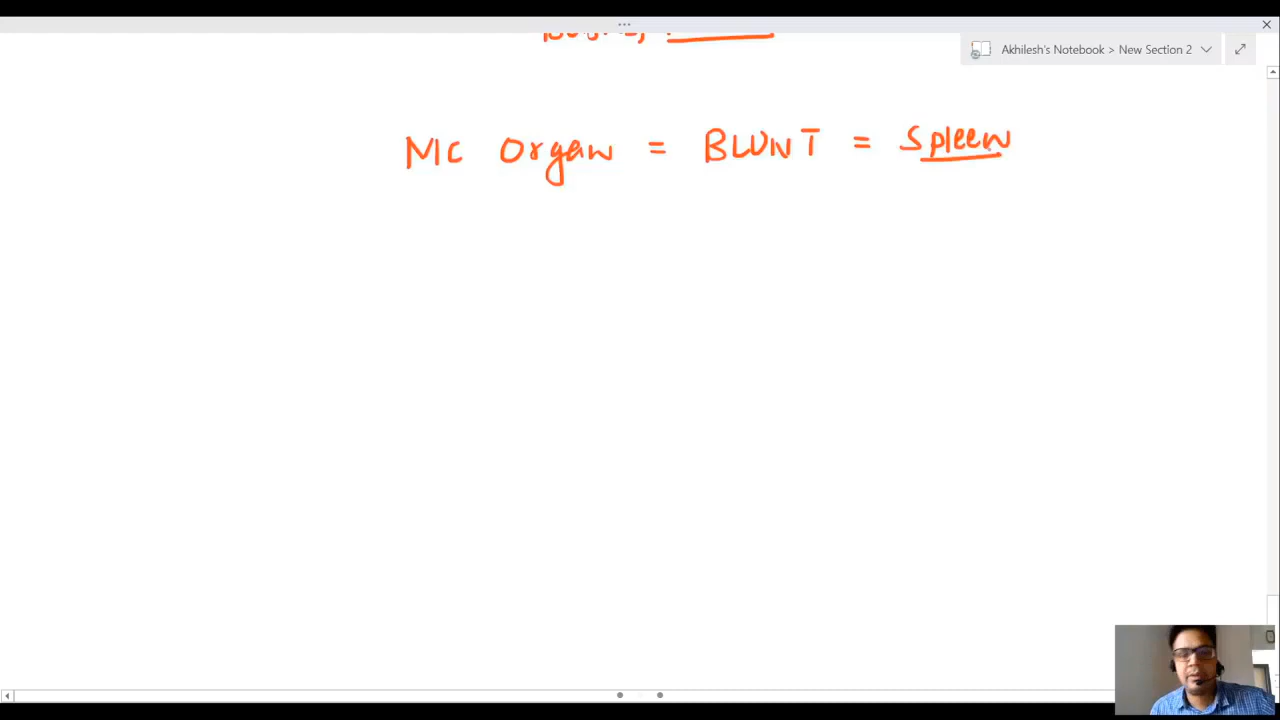 Akhilesh's Notebook > New Section 2
MC Organ = BLUNT = Spleen